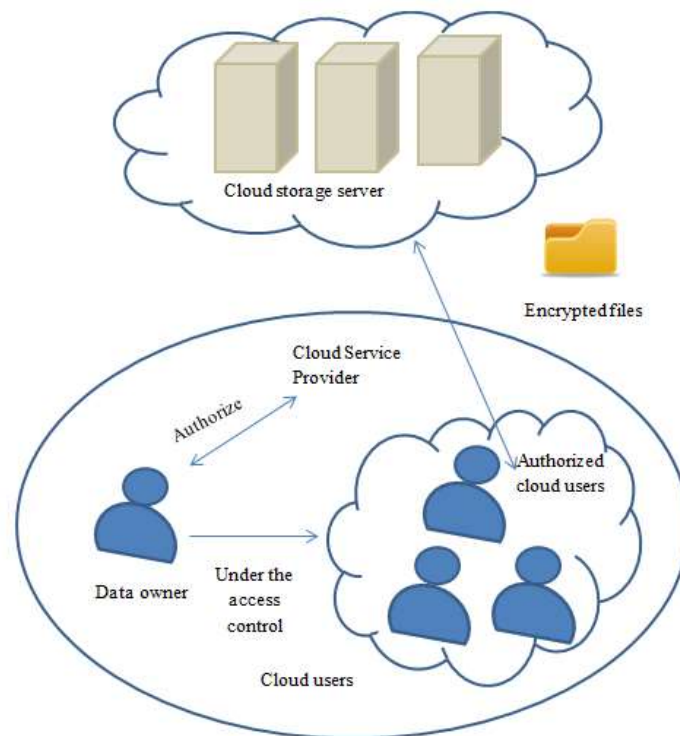 Cloud storage server
Encrypted files
Cloud Service
Provider
Authorize
Authorized
cloud users
Data owner
Under the
access
control
Cloud users